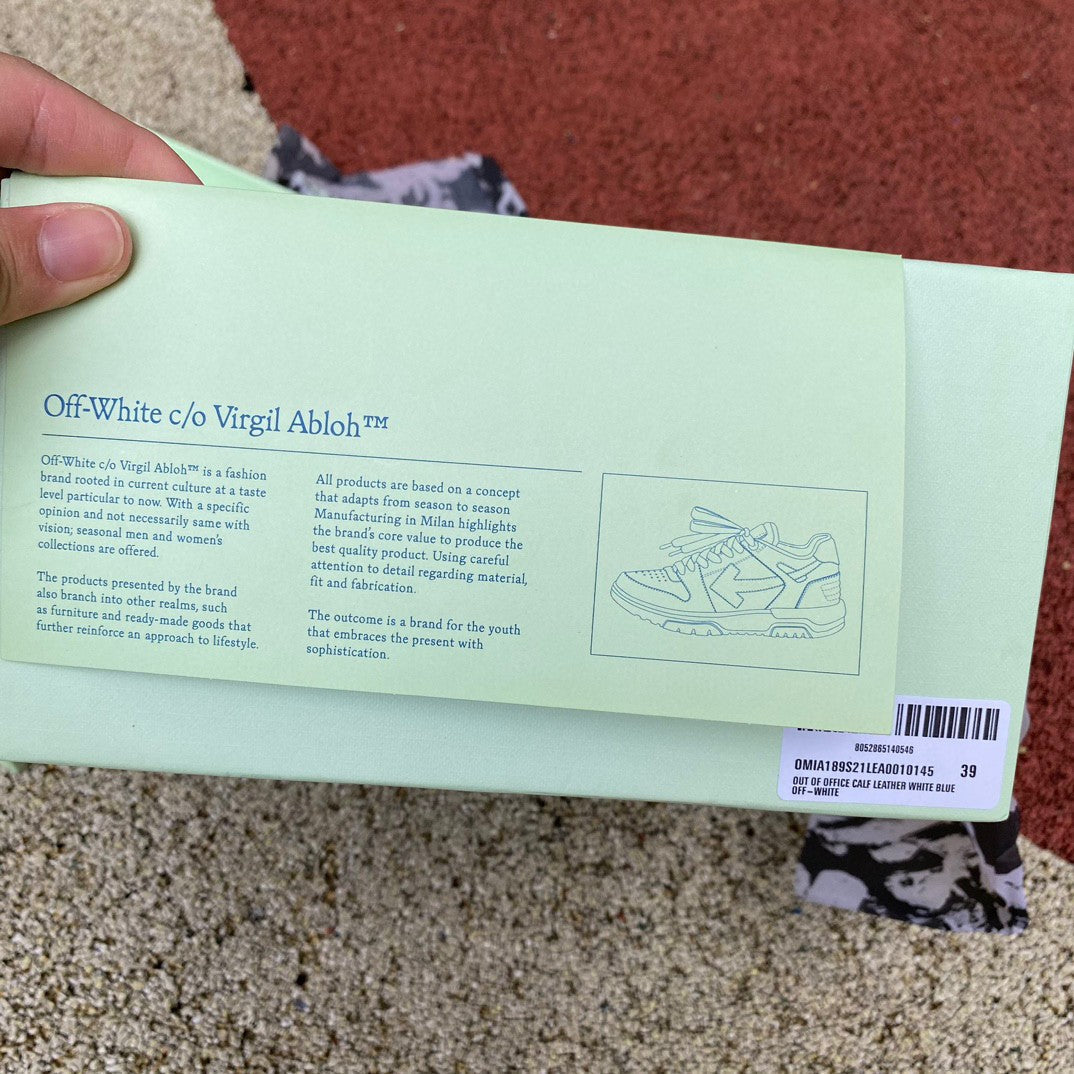 Off-White c/o Virgil Abloh™
Off-White c/o Virgil Abloh™ is a fashion
brand rooted in current culture at a taste
level particular to now. With a specific
opinion and not necessarily same with
vision; seasonal men and women's
collections are offered.
The products presented by the brand
also branch into other realms, such
as furniture and ready-made goods that
further reinforce an approach to lifestyle.
All products are based on a concept
that adapts from season to season
Manufacturing in Milan highlights
the brand's core value to produce the
best quality product. Using careful
attention to detail regarding material,
fit and fabrication.
The outcome is a brand for the youth
that embraces the present with
sophistication.
8052865140546
OMIA189S21LEA0010145 39
OUT OF OFFICE CALF LEATHER WHITE BLUE
OFF-WHITE